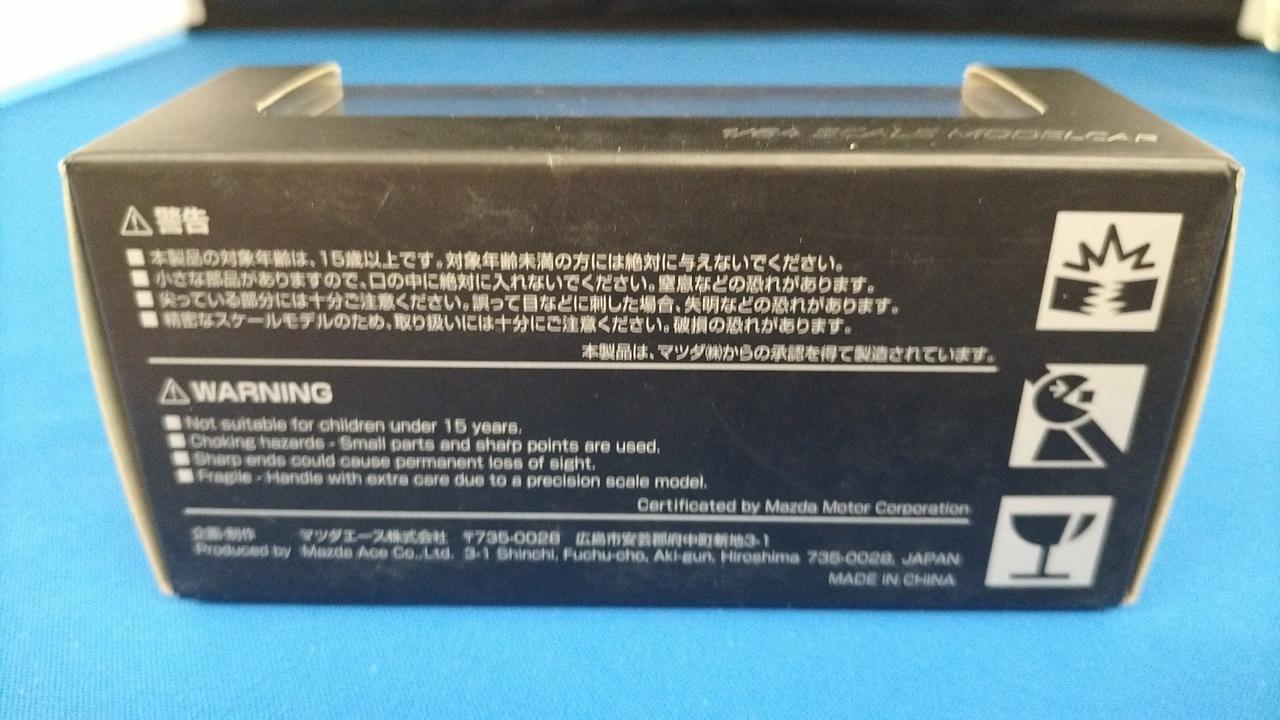 1/64 SCALE MODELCAR
⚠警告
■本製品の対象年齢は、15歳以上です。対象年齢未満の方には絶対に与えないでください。
■小さな部品がありますので、口の中に絶対に入れないでください。窒息などの恐れがあります。
■尖っている部分には十分ご注意ください。誤って目などに刺した場合、失明などの恐れがあります。
■精密なスケールモデルのため、取り扱いには十分にご注意ください。破損の恐れがあります。
本製品は、マツダ㈱からの承認を得て製造されています。
⚠WARNING
■Not suitable for children under 15 years.
■Choking hazards - Small parts and sharp points are used.
■Sharp ends could cause permanent loss of sight.
■Fragile - Handle with extra care due to a precision scale model.
Certificated by Mazda Motor Corporation
企画・制作 マツダエース株式会社 〒735-0028 広島市安芸郡府中町新地3-1
Produced by Mazda Ace Co.,Ltd. 3-1 Shinchi, Fuchu-cho, Aki-gun, Hiroshima 735-0028, JAPAN
MADE IN CHINA